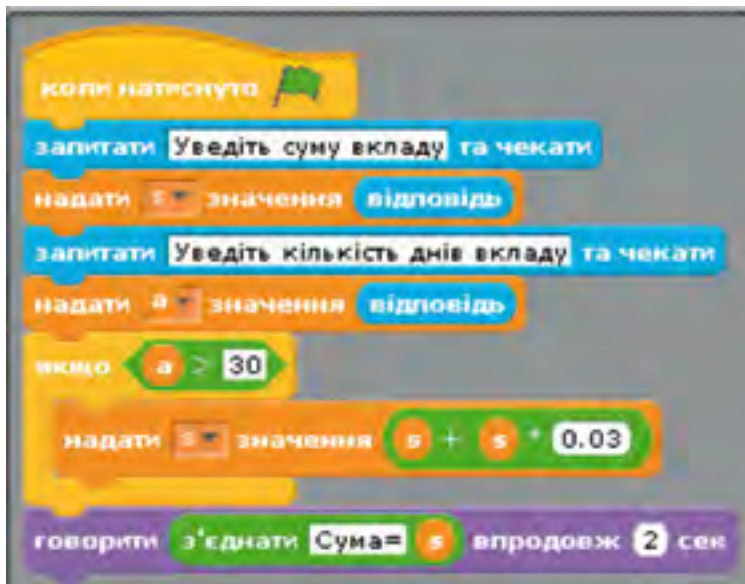 коли натиснуто
запитати Уведіть суму вкладу та чекати
надати s значення відповідь
запитати Уведіть кількість днів вкладу та чекати
надати a значення відповідь
якщо a > 30
надати s значення s + s * 0.03
говорити з'єднати Сума= s впродовж 2 сек